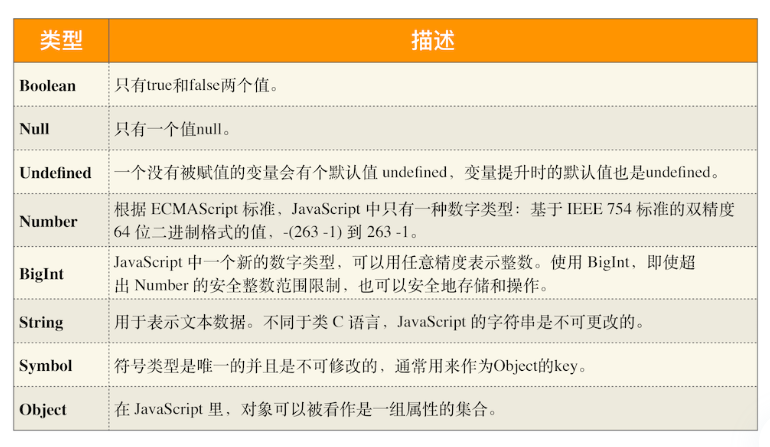 类型 描述
Boolean 只有true和false两个值。
Null 只有一个值null。
Undefined 一个没有被赋值的变量会有个默认值 undefined，变量提升时的默认值也是undefined。
Number 根据 ECMAScript 标准，JavaScript 中只有一种数字类型：基于 IEEE 754 标准的双精度
64 位二进制格式的值，-(263 -1) 到 263 -1。
BigInt JavaScript 中一个新的数字类型，可以用任意精度表示整数。使用 BigInt，即使超
出 Number 的安全整数范围限制，也可以安全地存储和操作。
String 用于表示文本数据。不同于类 C 语言，JavaScript 的字符串是不可更改的。
Symbol 符号类型是唯一的并且是不可修改的，通常用来作为Object的key。
Object 在 JavaScript 里，对象可以被看作是一组属性的集合。